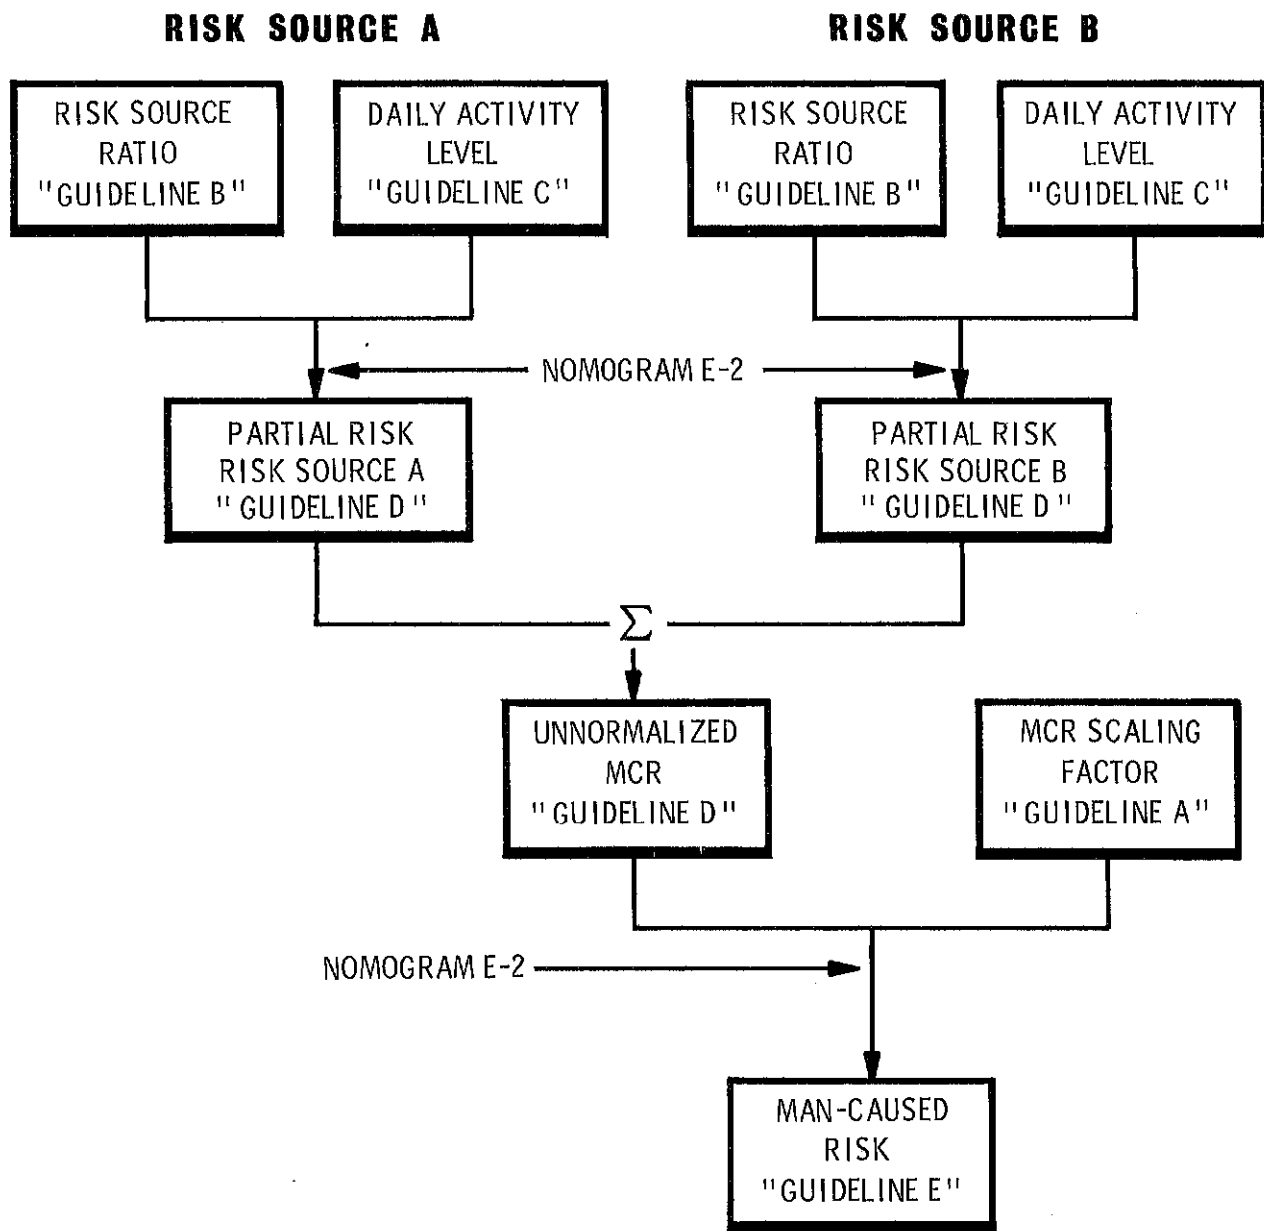 RISK SOURCE A
RISK SOURCE B
RISK SOURCE
RATIO
"GUIDELINE B"
DAILY ACTIVITY
LEVEL
"GUIDELINE C"
RISK SOURCE
RATIO
"GUIDELINE B"
DAILY ACTIVITY
LEVEL
"GUIDELINE C"
NOMOGRAM E-2
PARTIAL RISK
RISK SOURCE A
"GUIDELINE D"
PARTIAL RISK
RISK SOURCE B
"GUIDELINE D"
Σ
UNNORMALIZED
MCR
"GUIDELINE D"
MCR SCALING
FACTOR
"GUIDELINE A"
NOMOGRAM E-2
MAN-CAUSED
RISK
"GUIDELINE E"